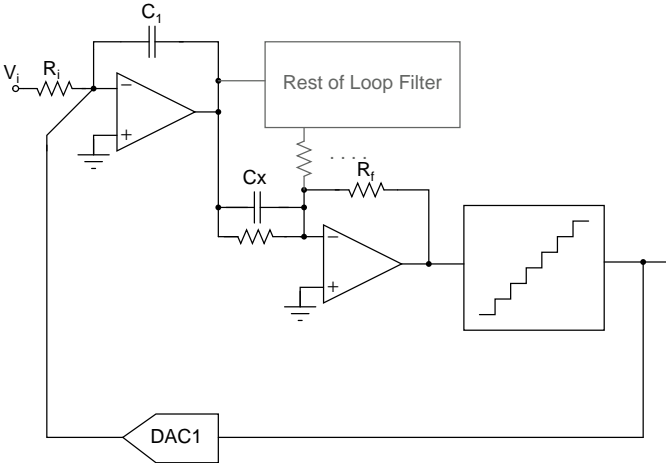 C1
Vi
Ri
−
+
Rest of Loop Filter
. . . . .
Cx
Rf
−
+
DAC1